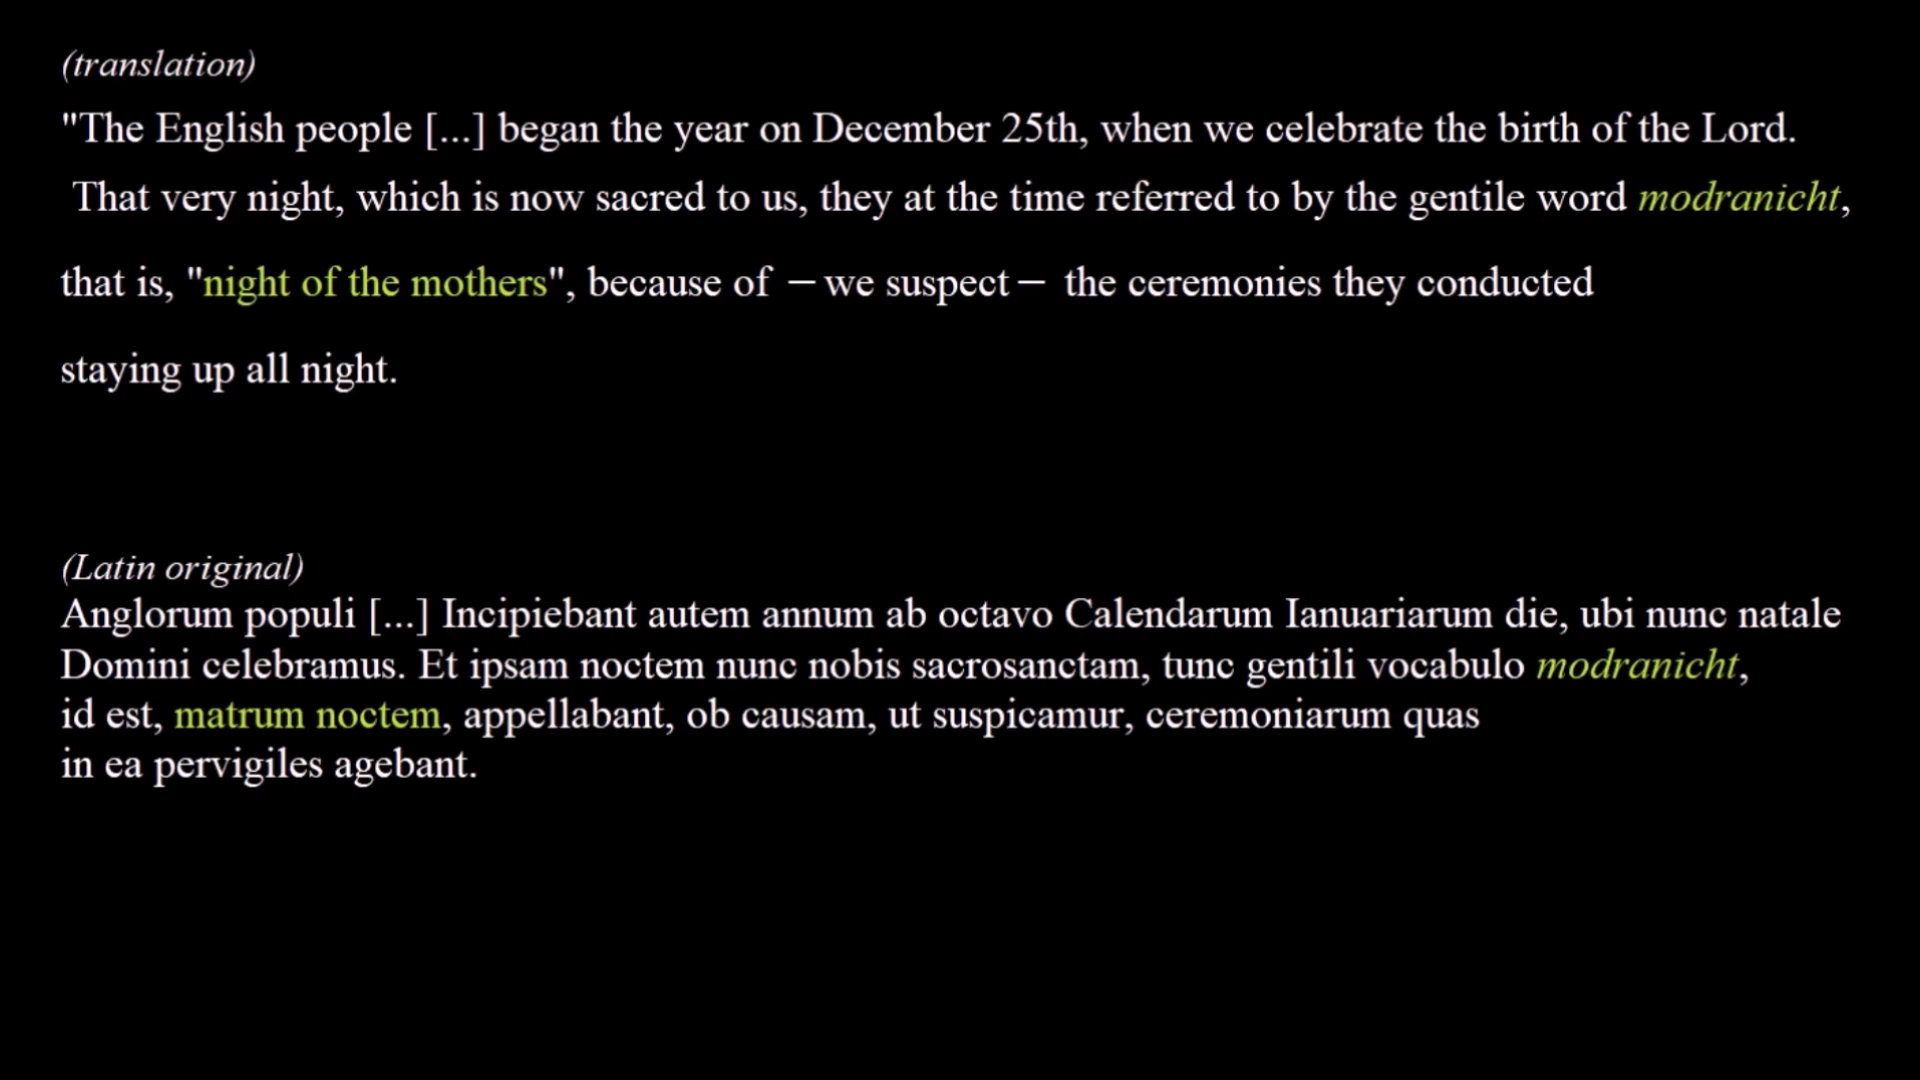 (translation)
"The English people [...] began the year on December 25th, when we celebrate the birth of the Lord.
That very night, which is now sacred to us, they at the time referred to by the gentile word modranicht,
that is, "night of the mothers", because of —we suspect— the ceremonies they conducted
staying up all night.
(Latin original)
Anglorum populi [...] Incipiebant autem annum ab octavo Calendarum Ianuariarum die, ubi nunc natale
Domini celebramus. Et ipsam noctem nunc nobis sacrosanctam, tunc gentili vocabulo modranicht,
id est, matrum noctem, appellabant, ob causam, ut suspicamur, ceremoniarum quas
in ea pervigiles agebant.